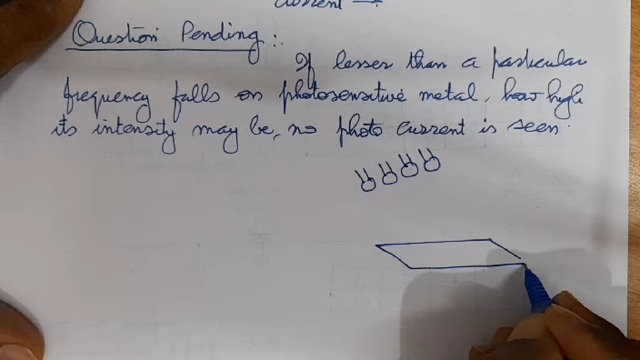 current →
Question Pending :.
If lesser than a particular
frequency falls on photosensitive metal, how high
its intensity may be, no photo current is seen.